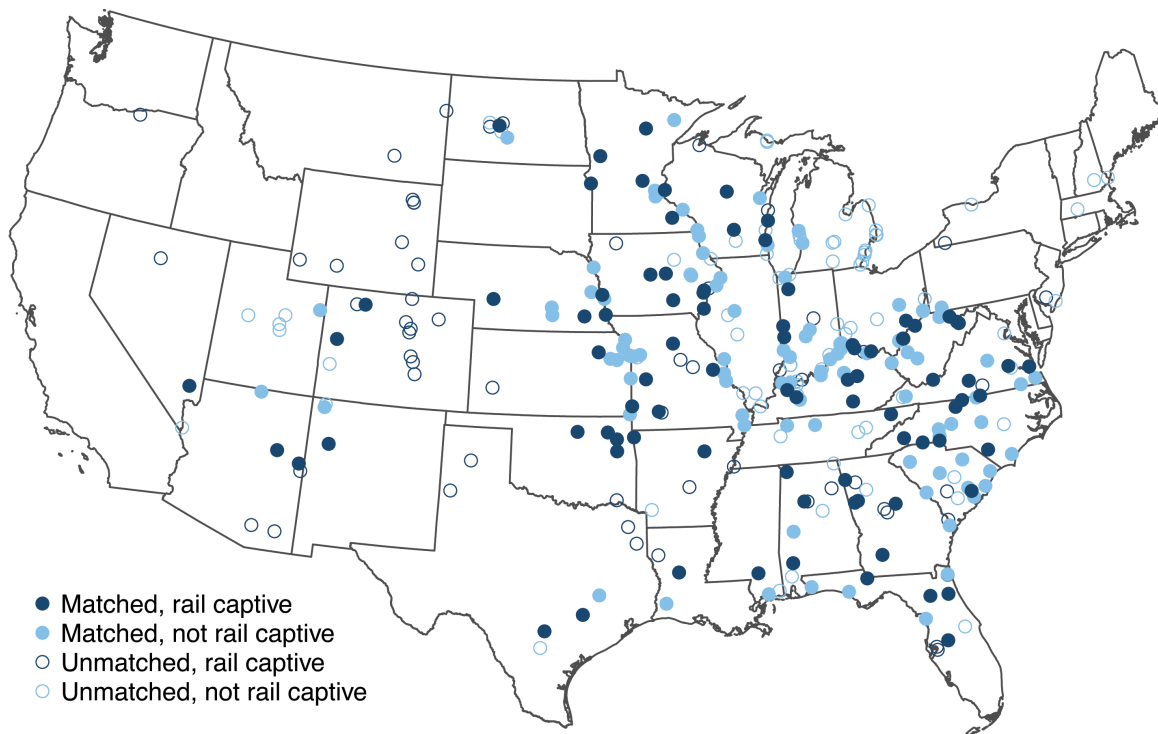 Matched, rail captive
Matched, not rail captive
Unmatched, rail captive
Unmatched, not rail captive